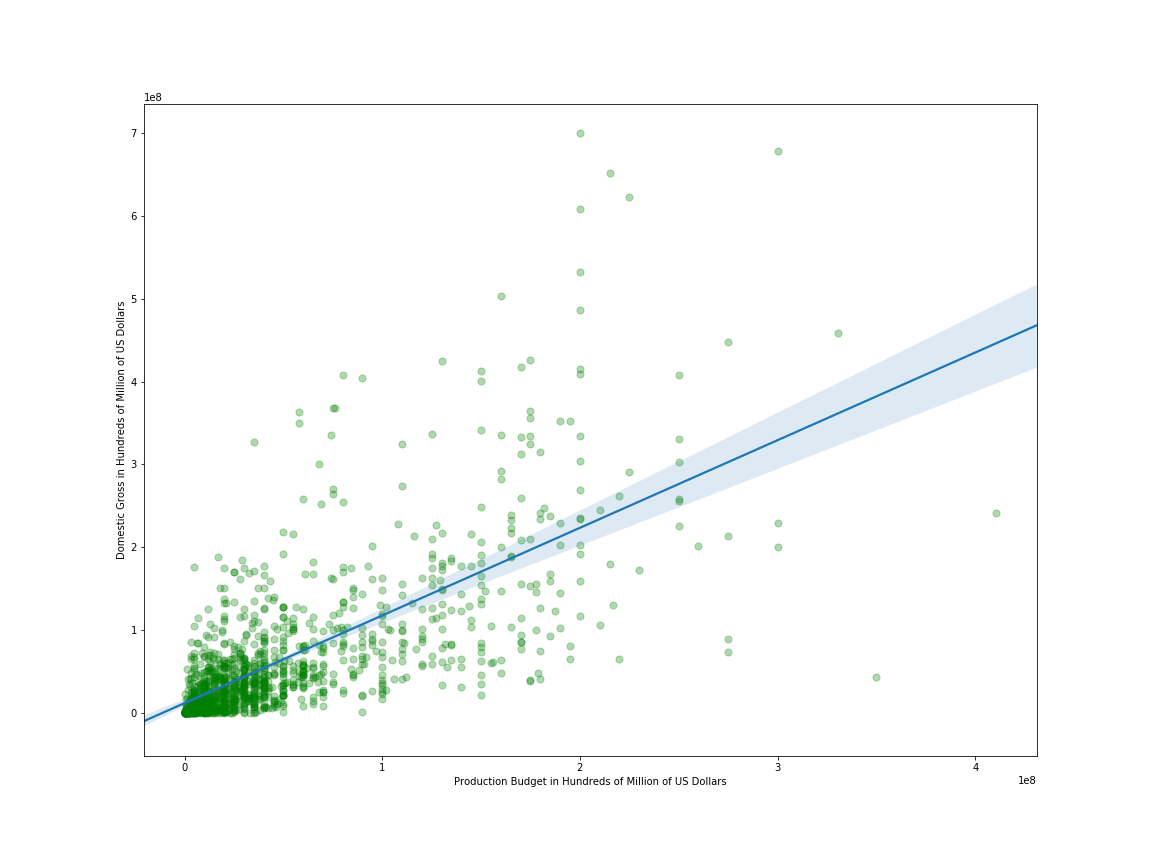 1e8
7
6
5
4
3
2
1
0
Domestic Gross in Hundreds of Million of US Dollars
0 1 2 3 4
Production Budget in Hundreds of Million of US Dollars
1e8